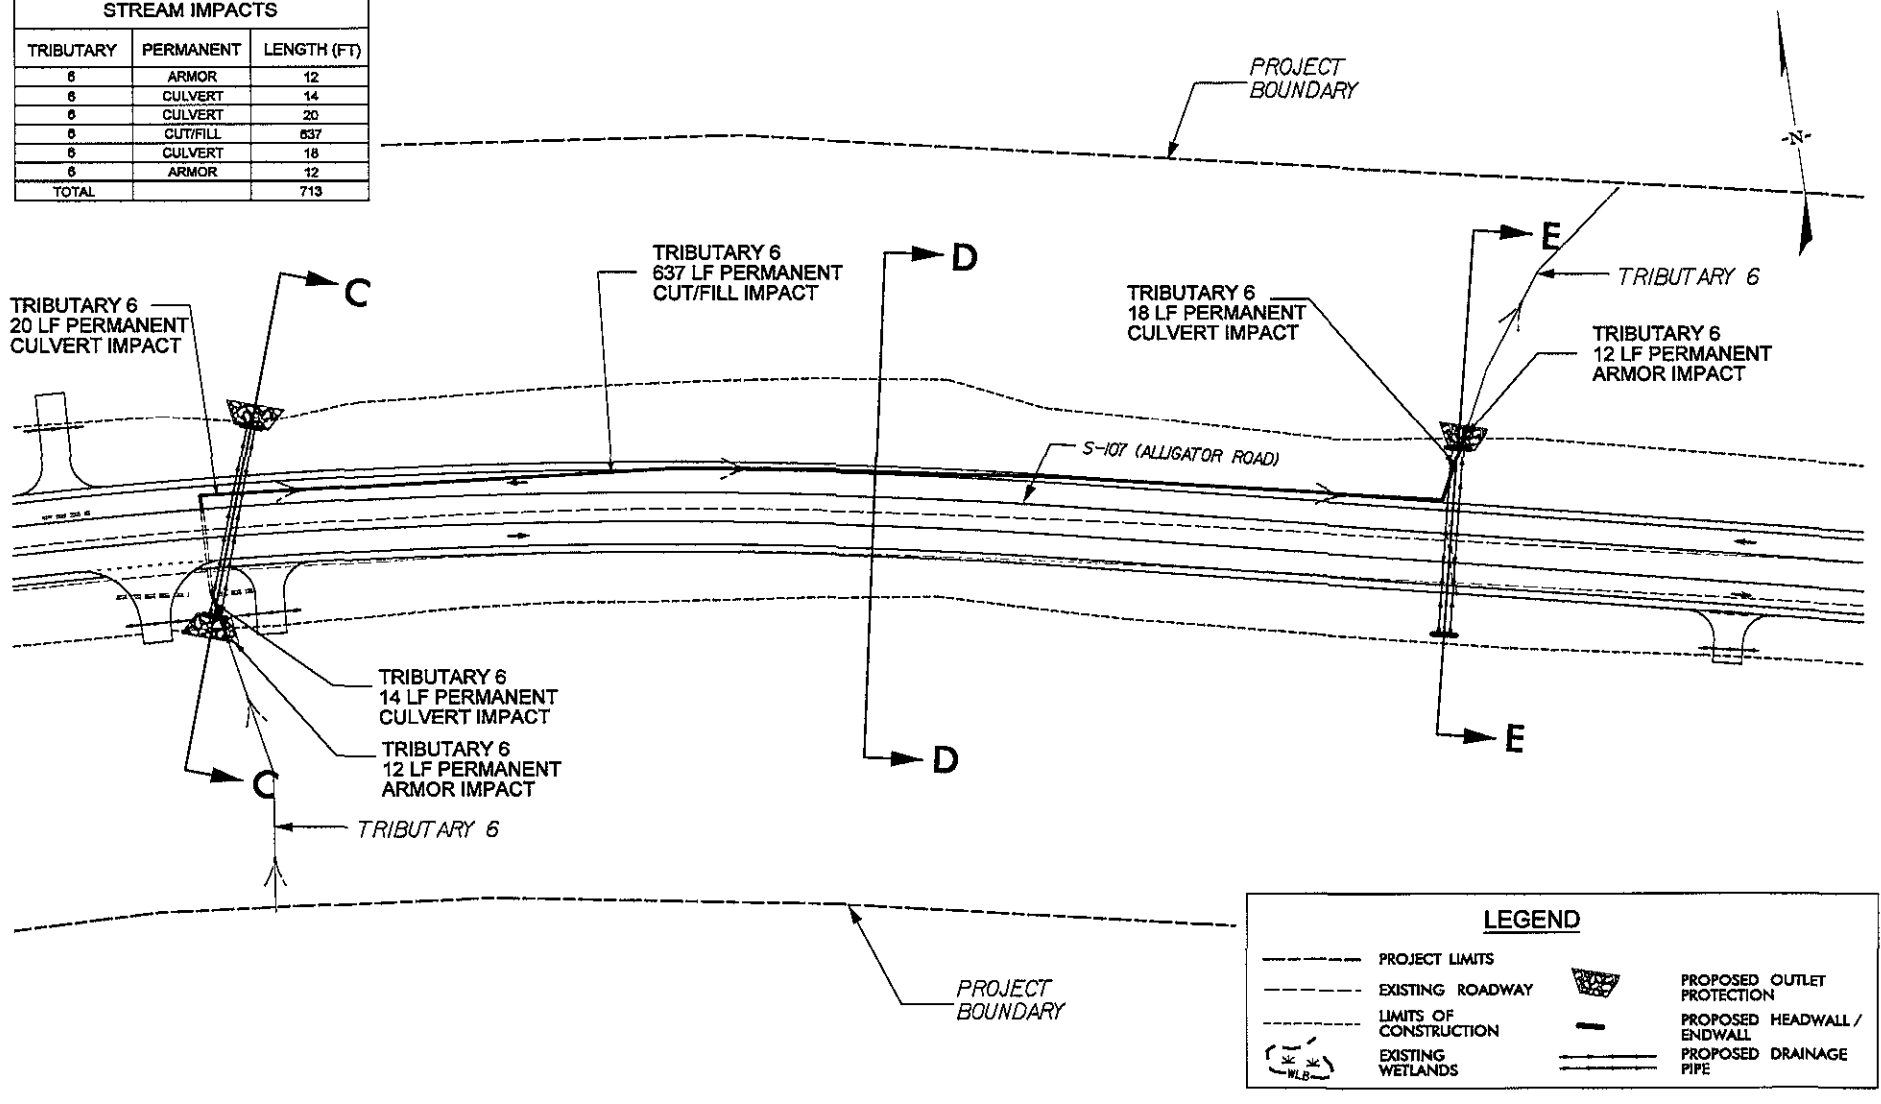 STREAM IMPACTS
TRIBUTARY PERMANENT LENGTH (FT)
6 ARMOR 12
6 CULVERT 14
6 CULVERT 20
6 CUT/FILL 637
6 CULVERT 18
6 ARMOR 12
TOTAL 713
PROJECT
BOUNDARY
-N-
E
TRIBUTARY 6
D
C
TRIBUTARY 6
637 LF PERMANENT
CUT/FILL IMPACT
TRIBUTARY 6
20 LF PERMANENT
CULVERT IMPACT
TRIBUTARY 6
18 LF PERMANENT
CULVERT IMPACT
TRIBUTARY 6
12 LF PERMANENT
ARMOR IMPACT
S-107 (ALLIGATOR ROAD)
TRIBUTARY 6
14 LF PERMANENT
CULVERT IMPACT
TRIBUTARY 6
12 LF PERMANENT
ARMOR IMPACT
C
D
E
TRIBUTARY 6
PROJECT
BOUNDARY
LEGEND
PROJECT LIMITS
EXISTING ROADWAY
LIMITS OF
CONSTRUCTION
WLB
EXISTING
WETLANDS
PROPOSED OUTLET
PROTECTION
PROPOSED HEADWALL /
ENDWALL
PROPOSED DRAINAGE
PIPE